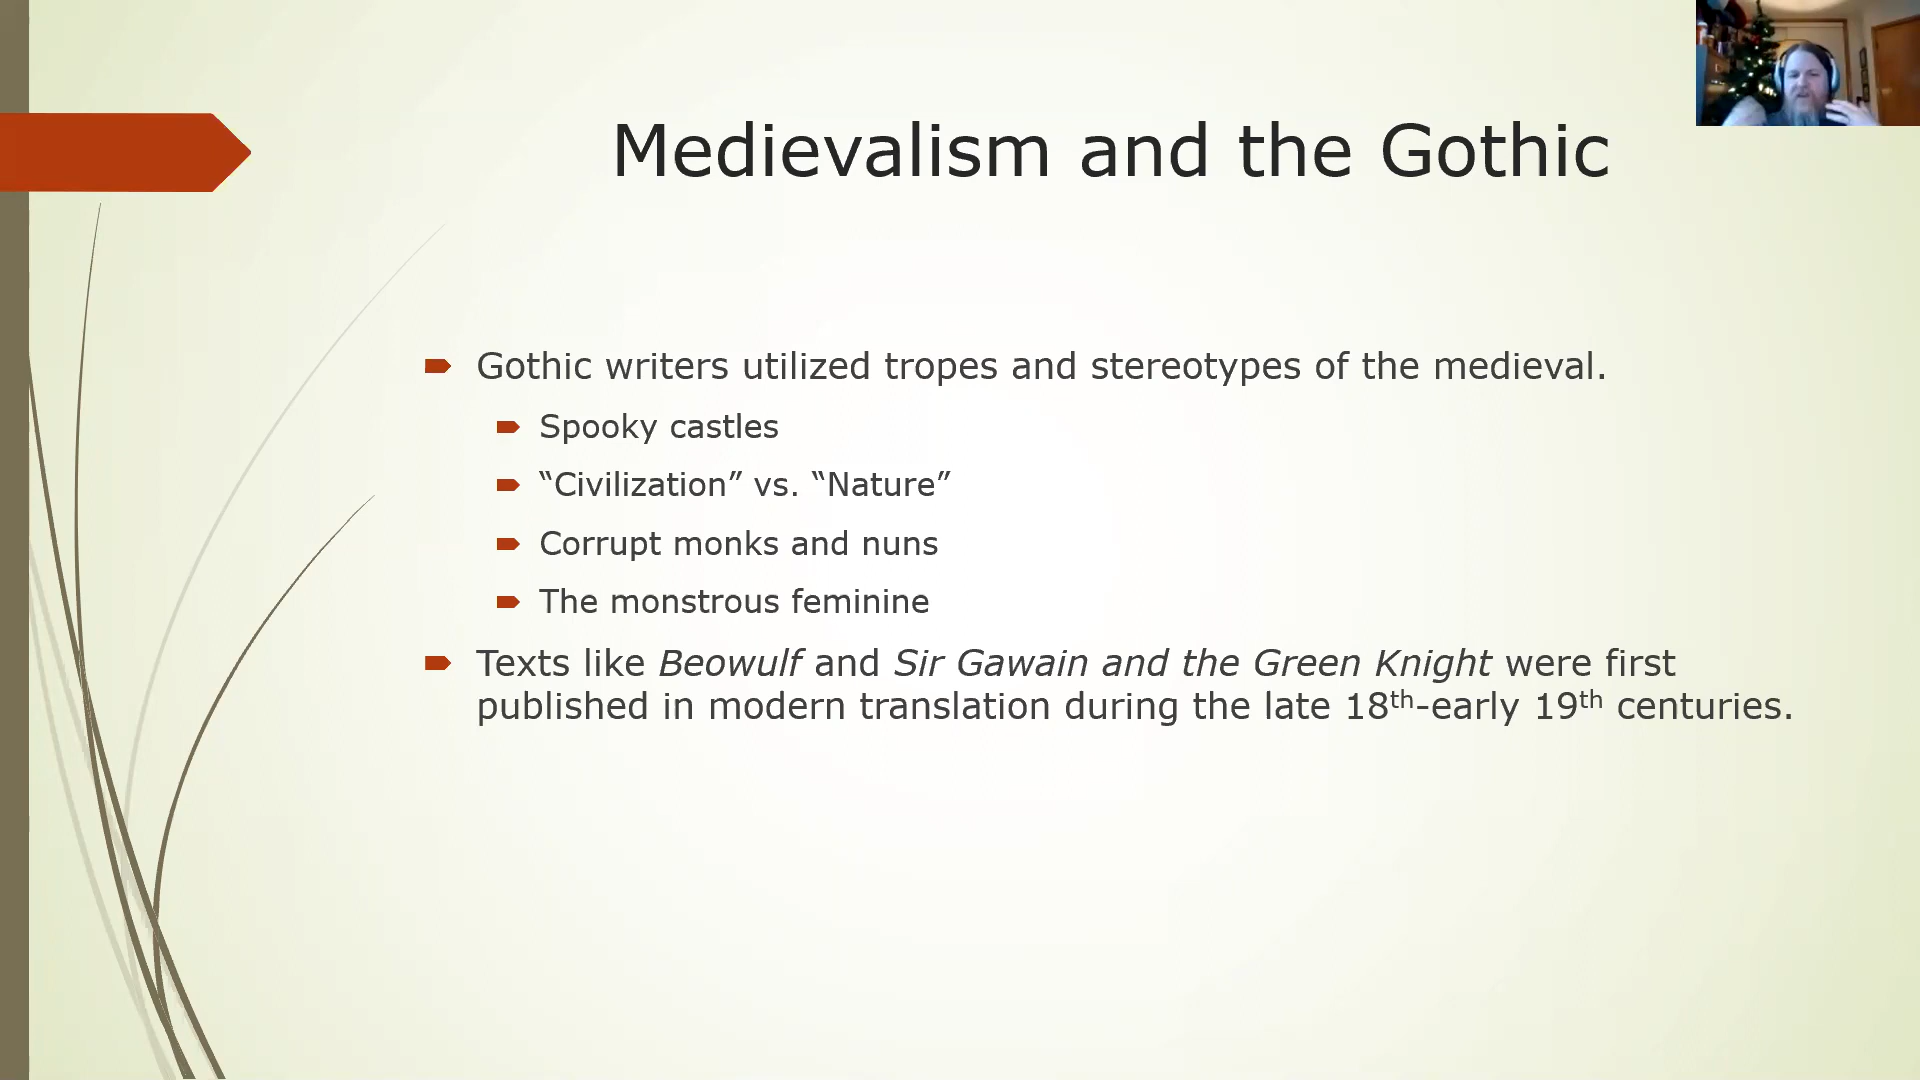 Medievalism and the Gothic
Gothic writers utilized tropes and stereotypes of the medieval.
Spooky castles
“Civilization” vs. “Nature”
Corrupt monks and nuns
The monstrous feminine
Texts like Beowulf and Sir Gawain and the Green Knight were first
published in modern translation during the late 18th-early 19th centuries.